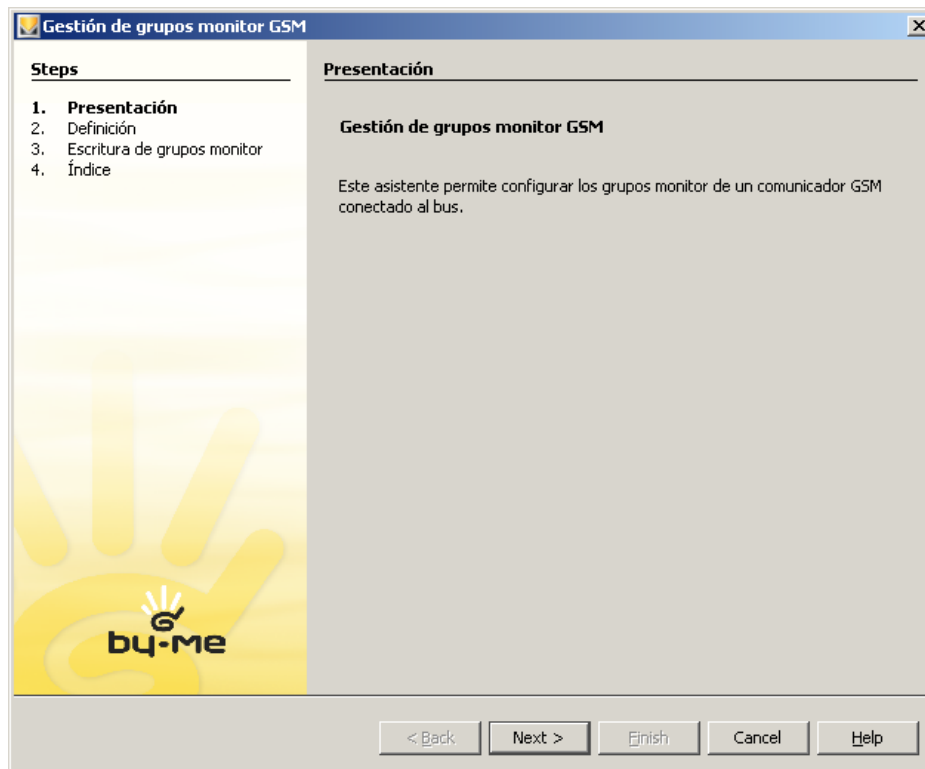 Gestión de grupos monitor GSM
Steps
1. Presentación
2. Definición
3. Escritura de grupos monitor
4. Índice
Presentación
Gestión de grupos monitor GSM
Este asistente permite configurar los grupos monitor de un comunicador GSM
conectado al bus.
by-me
< Back Next > Finish Cancel Help